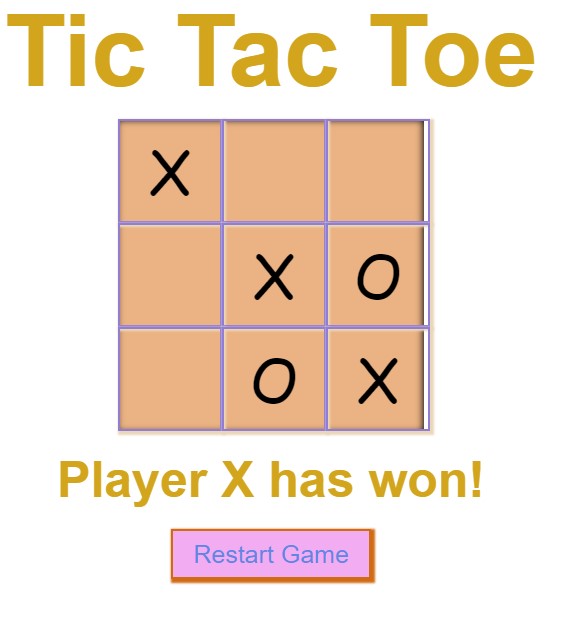 Tic Tac Toe
X
X O
O X
Player X has won!
Restart Game